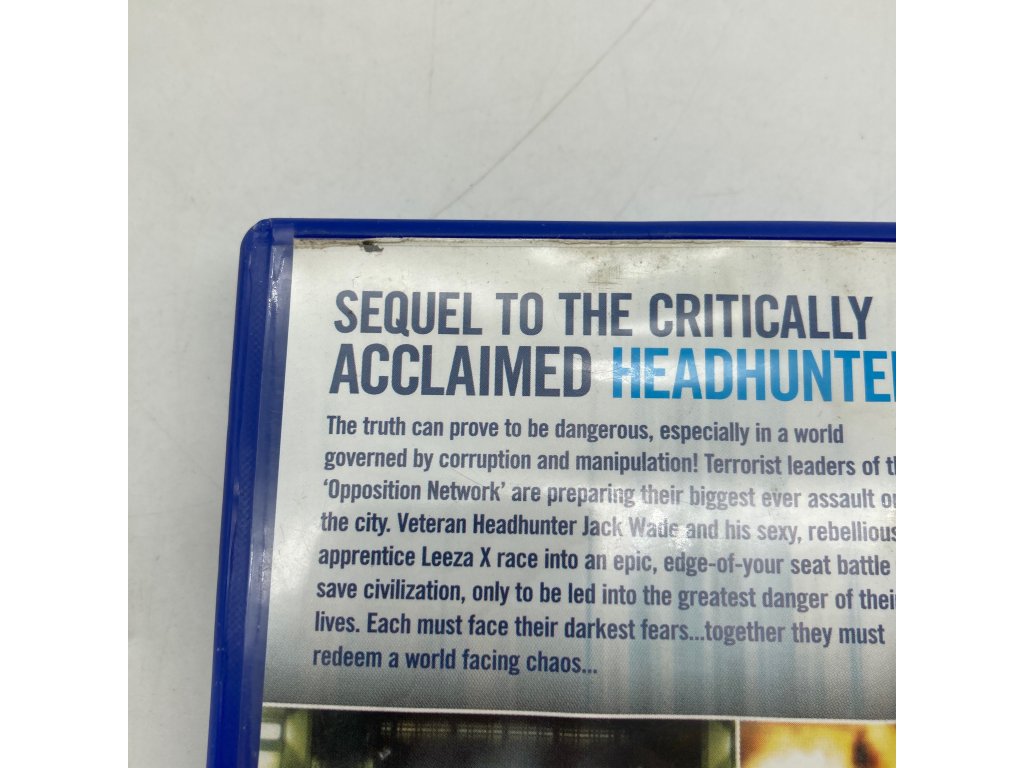 SEQUEL TO THE CRITICALLY
ACCLAIMED HEADHUNTE
The truth can prove to be dangerous, especially in a world
governed by corruption and manipulation! Terrorist leaders of
'Opposition Network' are preparing their biggest ever assault
the city. Veteran Headhunter Jack Wade and his sexy, rebellious
apprentice Leeza X race into an epic, edge-of-your seat battle
save civilization, only to be led into the greatest danger of thei
lives. Each must face their darkest fears...together they must
redeem a world facing chaos...